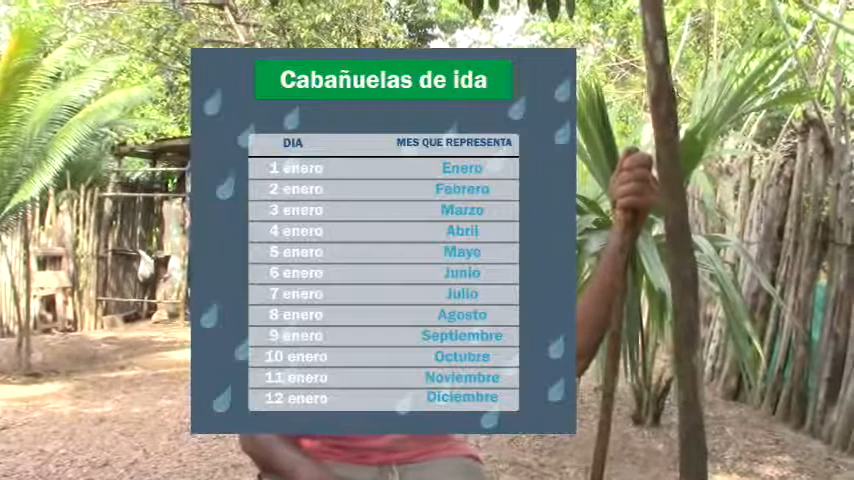 Cabañuelas de ida
DIA MES QUE REPRESENTA
1 enero Enero
2 enero Febrero
3 enero Marzo
4 enero Abril
5 enero Mayo
6 enero Junio
7 enero Julio
8 enero Agosto
9 enero Septiembre
10 enero Octubre
11 enero Noviembre
12 enero Diciembre